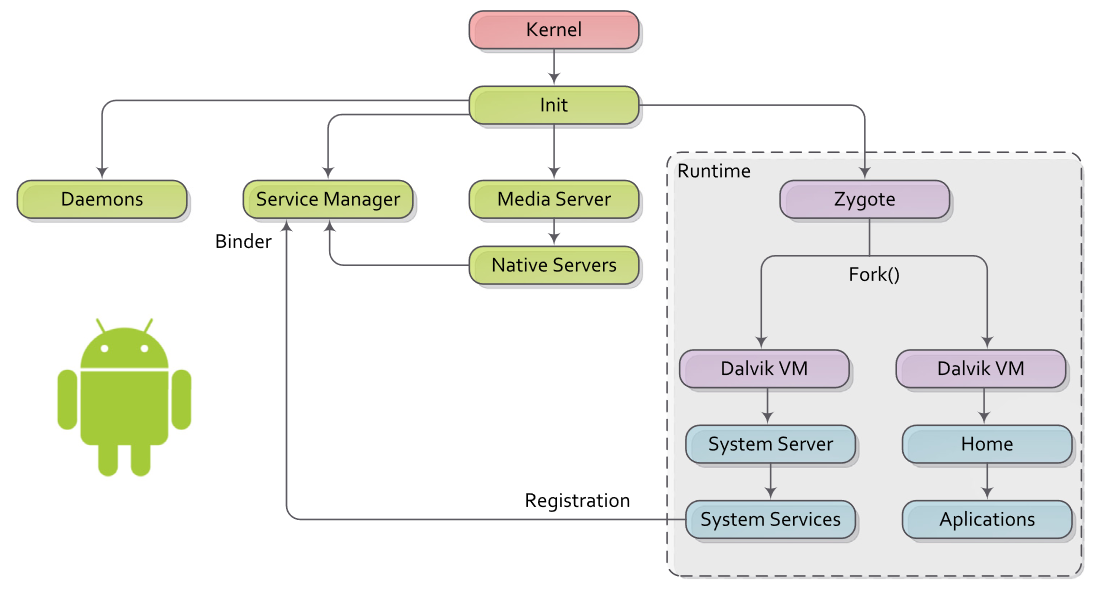 Kernel
Init
Runtime
Daemons
Service Manager
Media Server
Zygote
Binder
Native Servers
Fork()
Dalvik VM
Dalvik VM
System Server
Home
Registration
System Services
Aplications